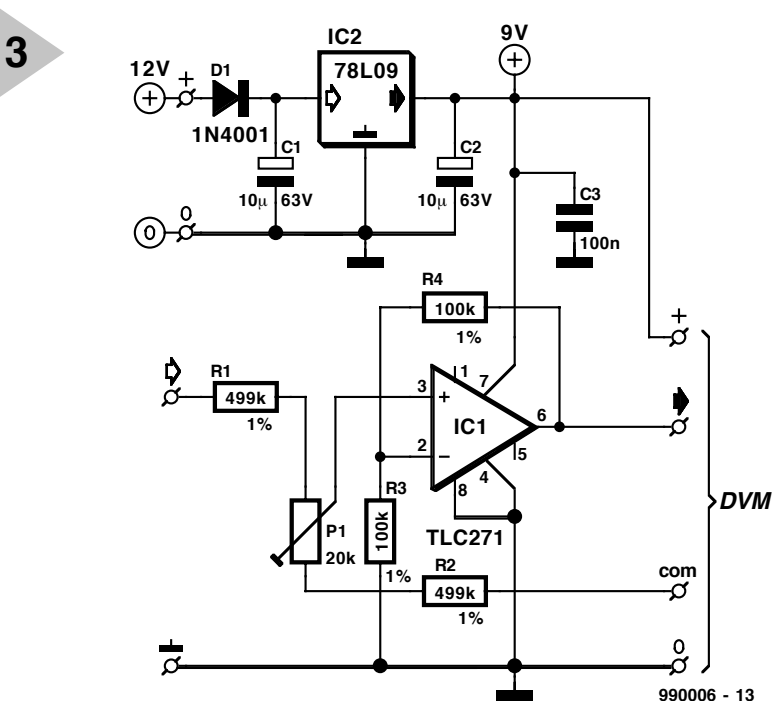 3
9V
IC2
12V
+
D1
78L09
1N4001
C1
10µ 63V
C2
10µ 63V
C3
100n
0
0
R4
100k
1%
+
R1
499k
1%
3
+
1
7
IC1
6
2
−
5
4
8
R3
100k
1%
P1
20k
TLC271
R2
499k
1%
DVM
com
0
990006 - 13